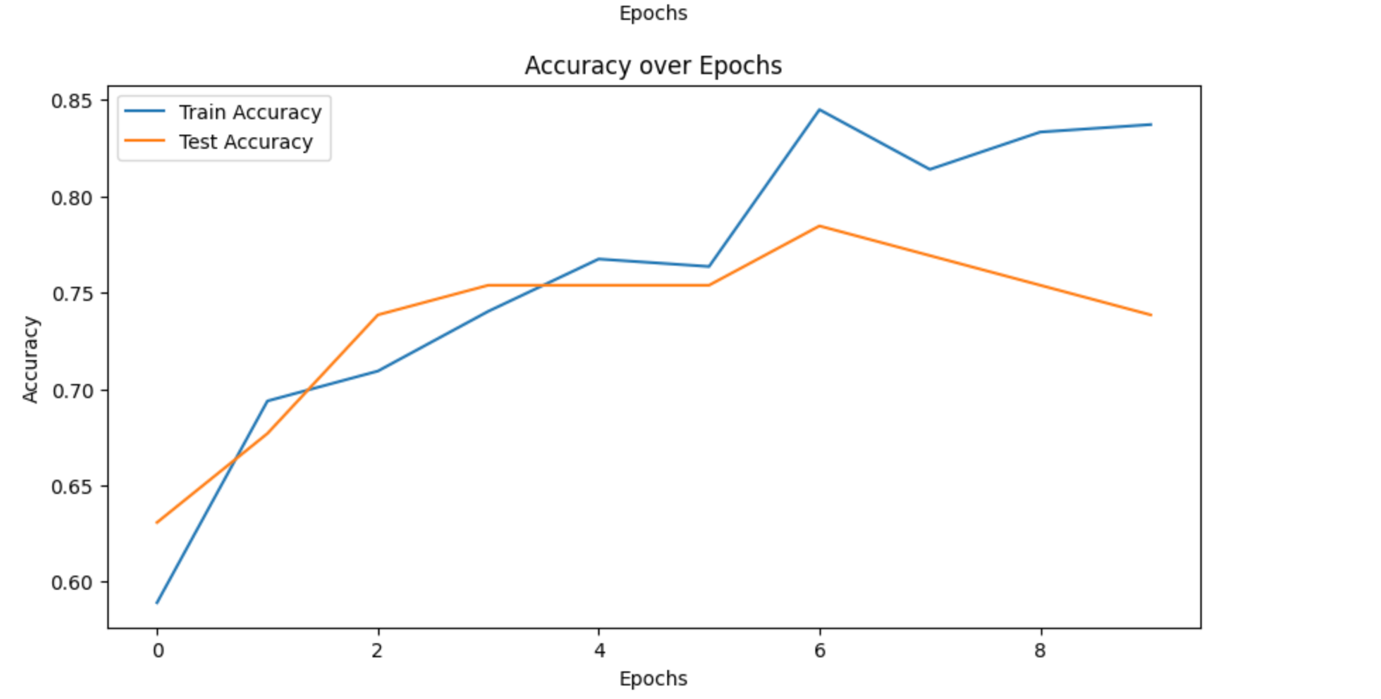 Epochs
Accuracy over Epochs
Train Accuracy
Test Accuracy
0.85
0.80
0.75
0.70
0.65
0.60
Accuracy
0 2 4 6 8
Epochs